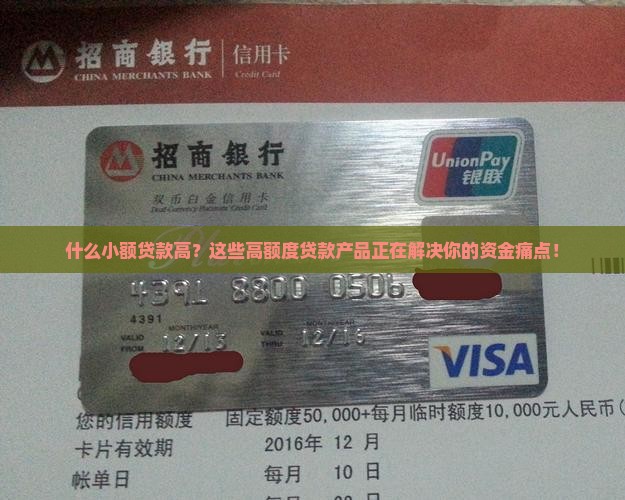 招商银行 信用卡
CHINA MERCHANTS BANK Credit Card
招商银行
CHINA MERCHANTS BANK
UnionPay
银联
双币白金信用卡
Dual-Currency Platinum Credit Card
什么小额贷款高？这些高额度贷款产品正在解决你的资金痛点！
4391 8800 0506
4391
MONTH/YEAR
MONTH/YEAR
VALID FROM 12/13
VALID THRU 12/16
VISA
您的信用额度 固定额度50,000+每月临时额度10,000元人民币(
卡片有效期 2016年 12 月
帐单日 每月 10 日